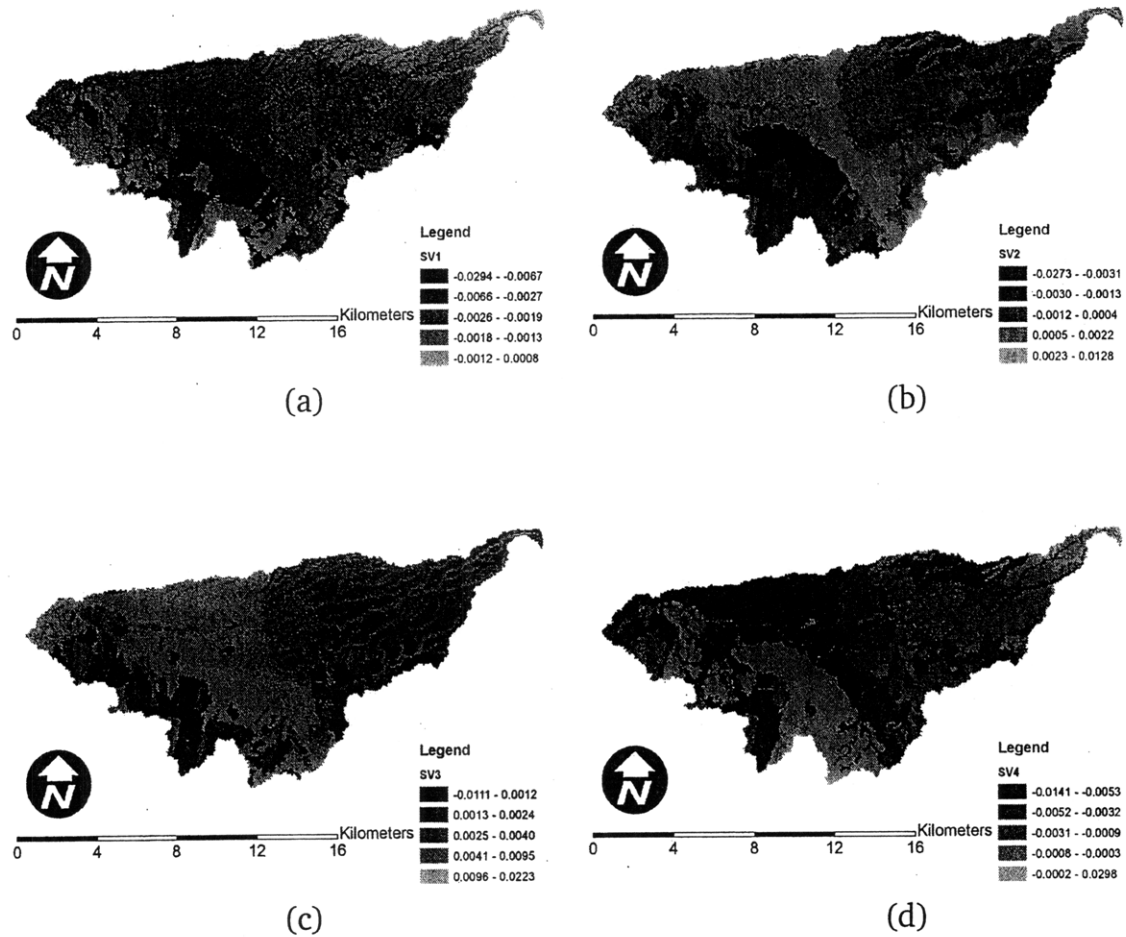 Legend
SV1
-0.0294 - -0.0067
-0.0066 - -0.0027
-0.0026 - -0.0019
-0.0018 - -0.0013
-0.0012 - 0.0008
N
Kilometers
0 4 8 12 16
(a)
Legend
SV2
-0.0273 - -0.0031
-0.0030 - -0.0013
-0.0012 - 0.0004
0.0005 - 0.0022
0.0023 - 0.0128
N
Kilometers
0 4 8 12 16
(b)
Legend
SV3
-0.0111 - 0.0012
0.0013 - 0.0024
0.0025 - 0.0040
0.0041 - 0.0095
0.0096 - 0.0223
N
Kilometers
0 4 8 12 16
(c)
Legend
SV4
-0.0141 - -0.0053
-0.0052 - -0.0032
-0.0031 - -0.0009
-0.0008 - -0.0003
-0.0002 - 0.0298
N
Kilometers
0 4 8 12 16
(d)